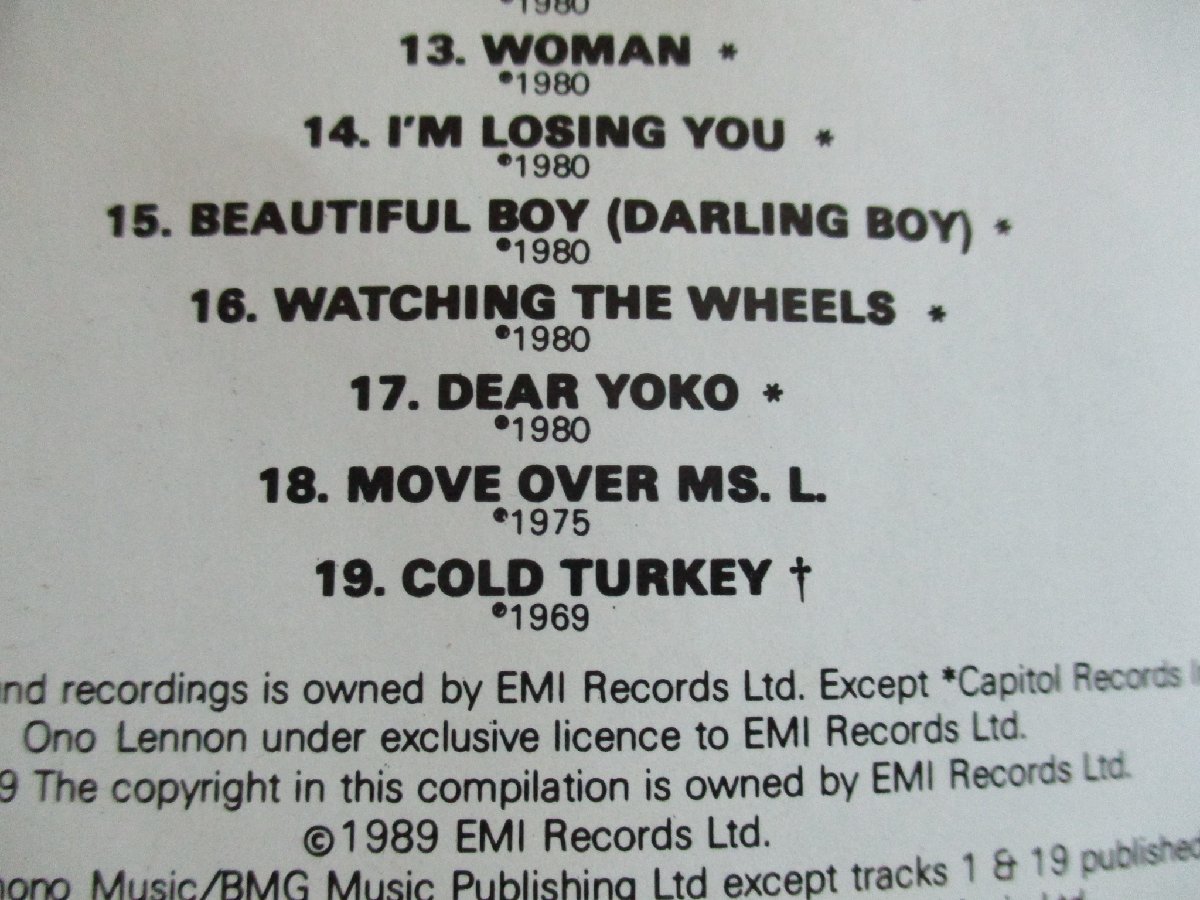 ℗1980
13. WOMAN *
℗1980
14. I'M LOSING YOU *
℗1980
15. BEAUTIFUL BOY (DARLING BOY) *
℗1980
16. WATCHING THE WHEELS *
℗1980
17. DEAR YOKO *
℗1980
18. MOVE OVER MS. L.
℗1975
19. COLD TURKEY †
℗1969
recordings is owned by EMI Records Ltd. Except *Capitol Records
Ono Lennon under exclusive licence to EMI Records Ltd.
9 The copyright in this compilation is owned by EMI Records Ltd.
©1989 EMI Records Ltd.
Music/BMG Music Publishing Ltd except tracks 1 & 19 published